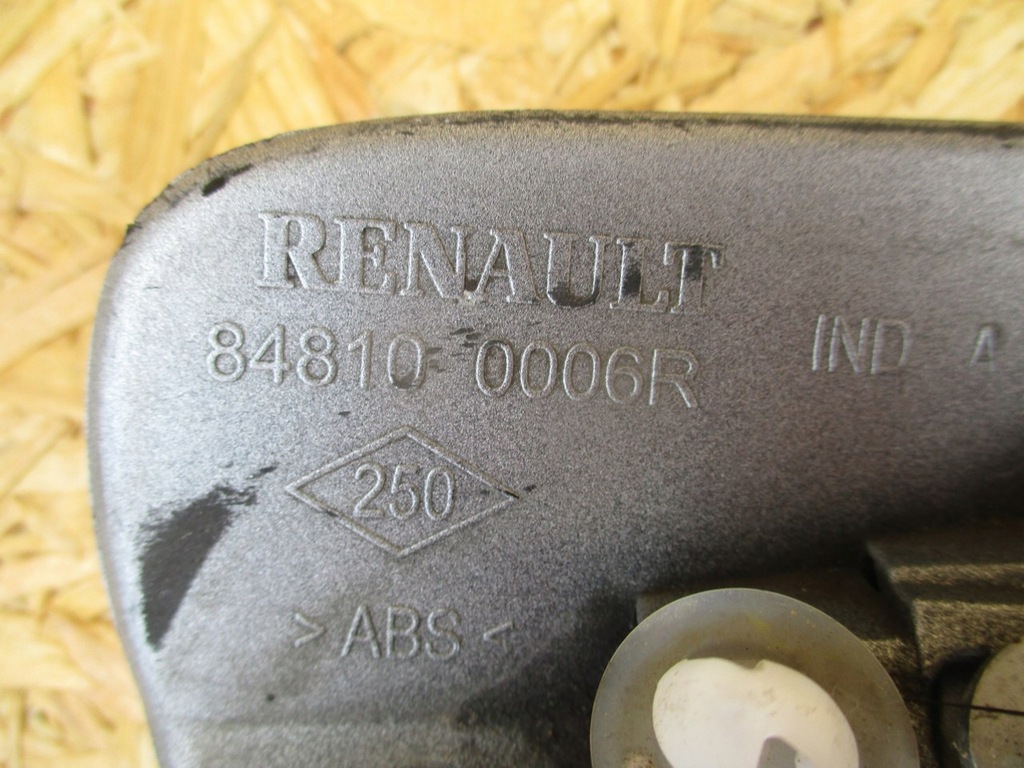 RENAULT
84810 0006R
IND A
250
> ABS <